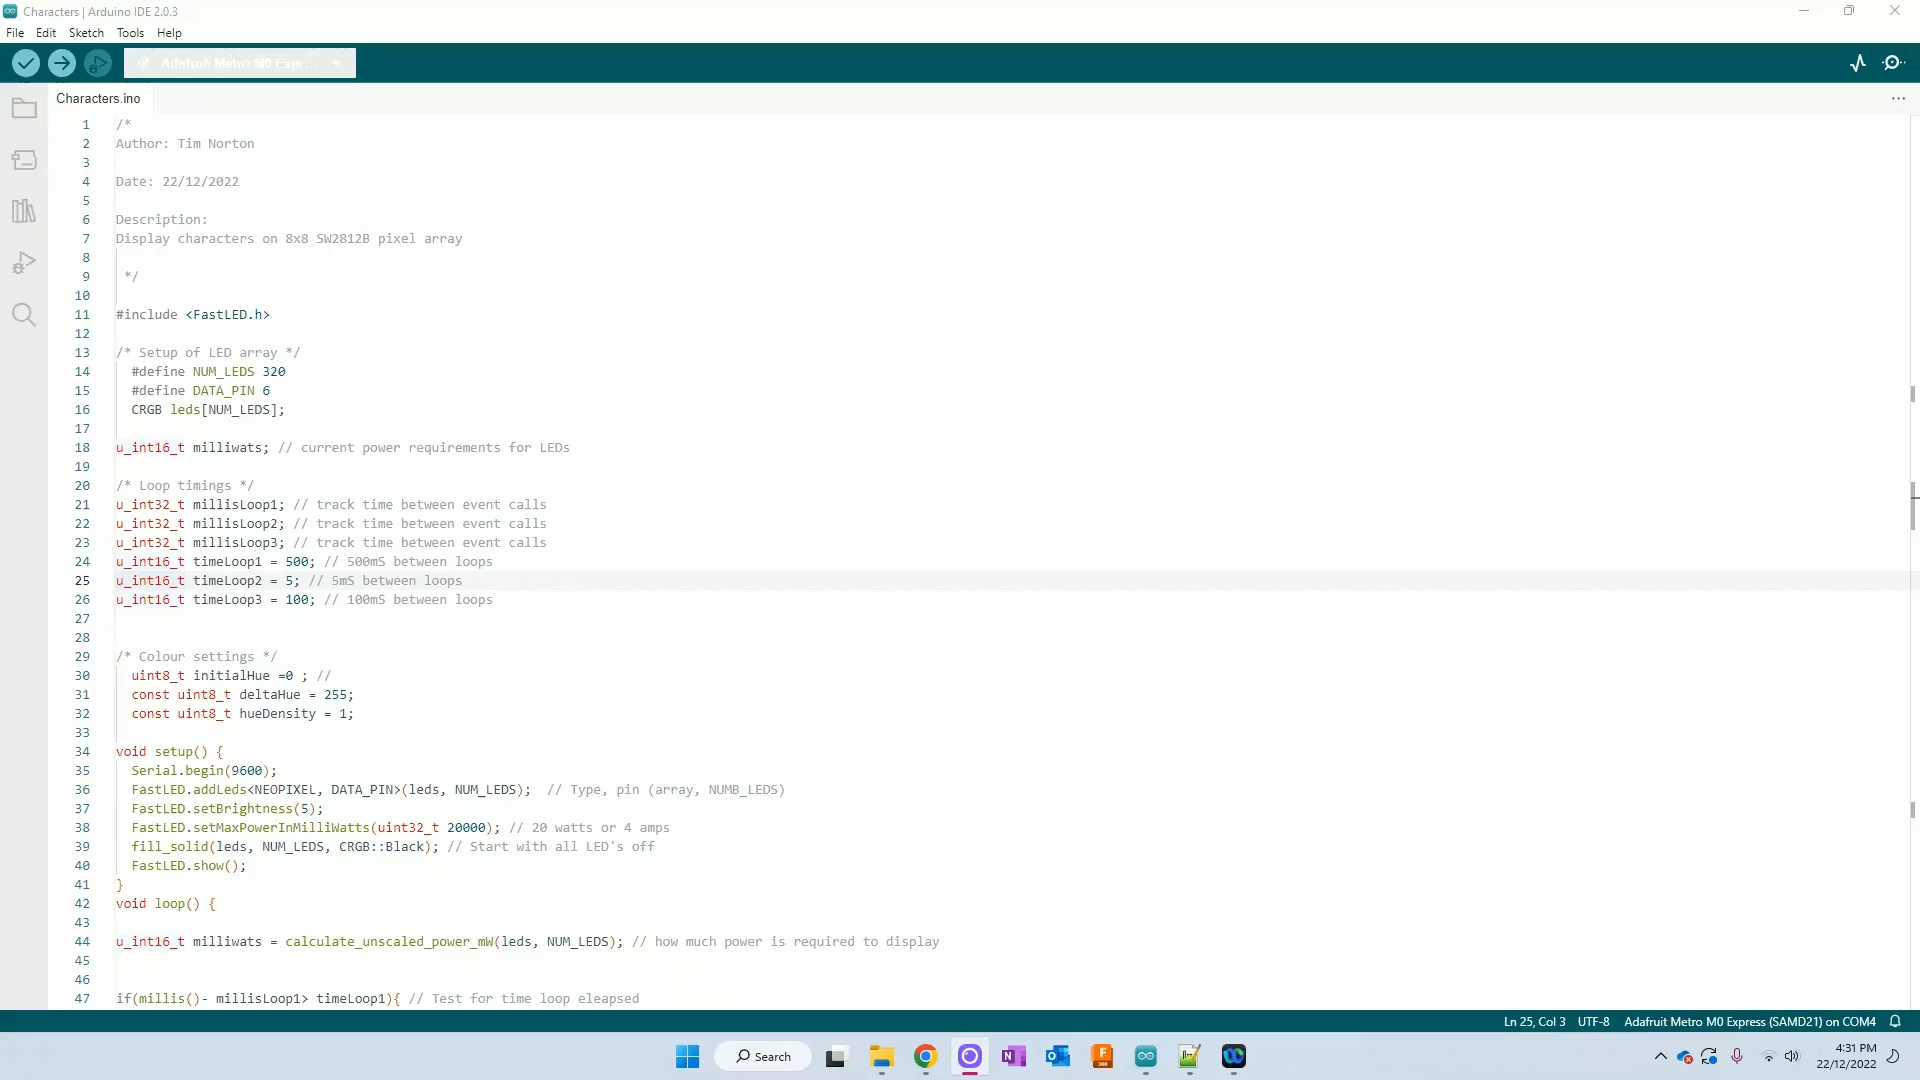 Characters | Arduino IDE 2.0.3
File Edit Sketch Tools Help
Adafruit Metro M0 Expr...
Characters.ino
1 /*
2 Author: Tim Norton
3
4 Date: 22/12/2022
5
6 Description:
7 Display characters on 8x8 SW2812B pixel array
8
9 */
10
11 #include <FastLED.h>
12
13 /* Setup of LED array */
14 #define NUM_LEDS 320
15 #define DATA_PIN 6
16 CRGB leds[NUM_LEDS];
17
18 u_int16_t milliwats; // current power requirements for LEDs
19
20 /* Loop timings */
21 u_int32_t millisLoop1; // track time between event calls
22 u_int32_t millisLoop2; // track time between event calls
23 u_int32_t millisLoop3; // track time between event calls
24 u_int16_t timeLoop1 = 500; // 500mS between loops
25 u_int16_t timeLoop2 = 5; // 5mS between loops
26 u_int16_t timeLoop3 = 100; // 100mS between loops
27
28
29 /* Colour settings */
30 uint8_t initialHue =0 ; //
31 const uint8_t deltaHue = 255;
32 const uint8_t hueDensity = 1;
33
34 void setup() {
35 Serial.begin(9600);
36 FastLED.addLeds<NEOPIXEL, DATA_PIN>(leds, NUM_LEDS); // Type, pin (array, NUMB_LEDS)
37 FastLED.setBrightness(5);
38 FastLED.setMaxPowerInMilliWatts(uint32_t 20000); // 20 watts or 4 amps
39 fill_solid(leds, NUM_LEDS, CRGB::Black); // Start with all LED's off
40 FastLED.show();
41 }
42 void loop() {
43
44 u_int16_t milliwats = calculate_unscaled_power_mW(leds, NUM_LEDS); // how much power is required to display
45
46
47 if(millis()- millisLoop1> timeLoop1){ // Test for time loop eleapsed
Ln 25, Col 3 UTF-8 Adafruit Metro M0 Express (SAMD21) on COM4
Search
4:31 PM
22/12/2022